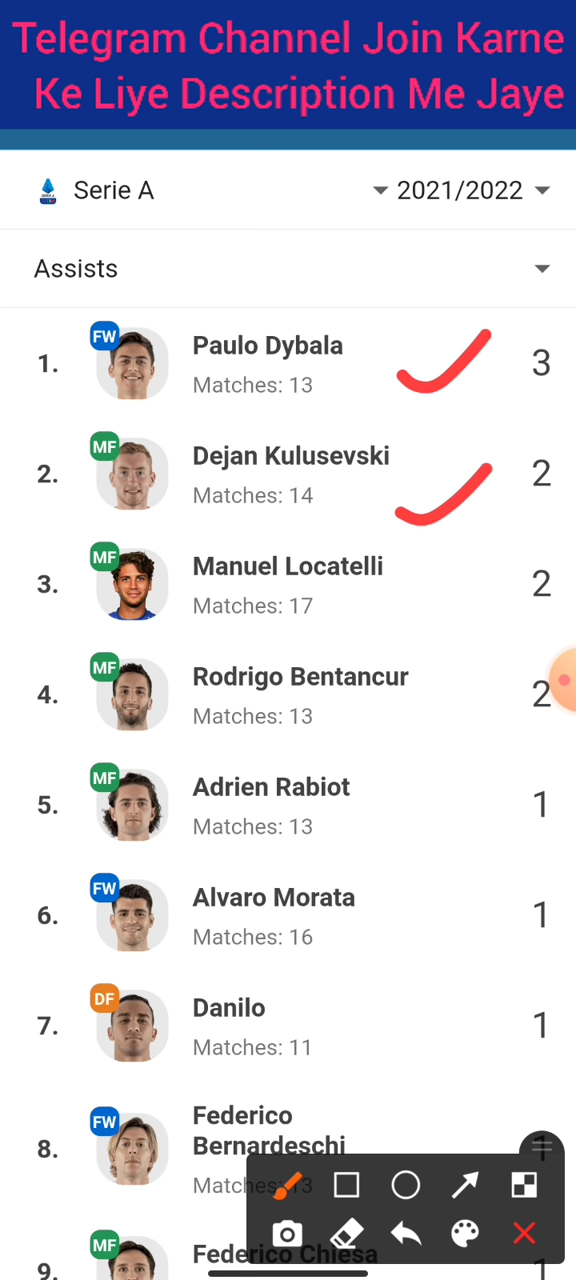 Telegram Channel Join Karne
Ke Liye Description Me Jaye
Serie A
2021/2022
Assists
1.
FW
Paulo Dybala
Matches: 13
3
2.
MF
Dejan Kulusevski
Matches: 14
2
3.
MF
Manuel Locatelli
Matches: 17
2
4.
MF
Rodrigo Bentancur
Matches: 13
2
5.
MF
Adrien Rabiot
Matches: 13
1
6.
FW
Alvaro Morata
Matches: 16
1
7.
DF
Danilo
Matches: 11
1
8.
FW
Federico
Bernardeschi
Matches: 13
1
9.
MF
Federico Chiesa
1